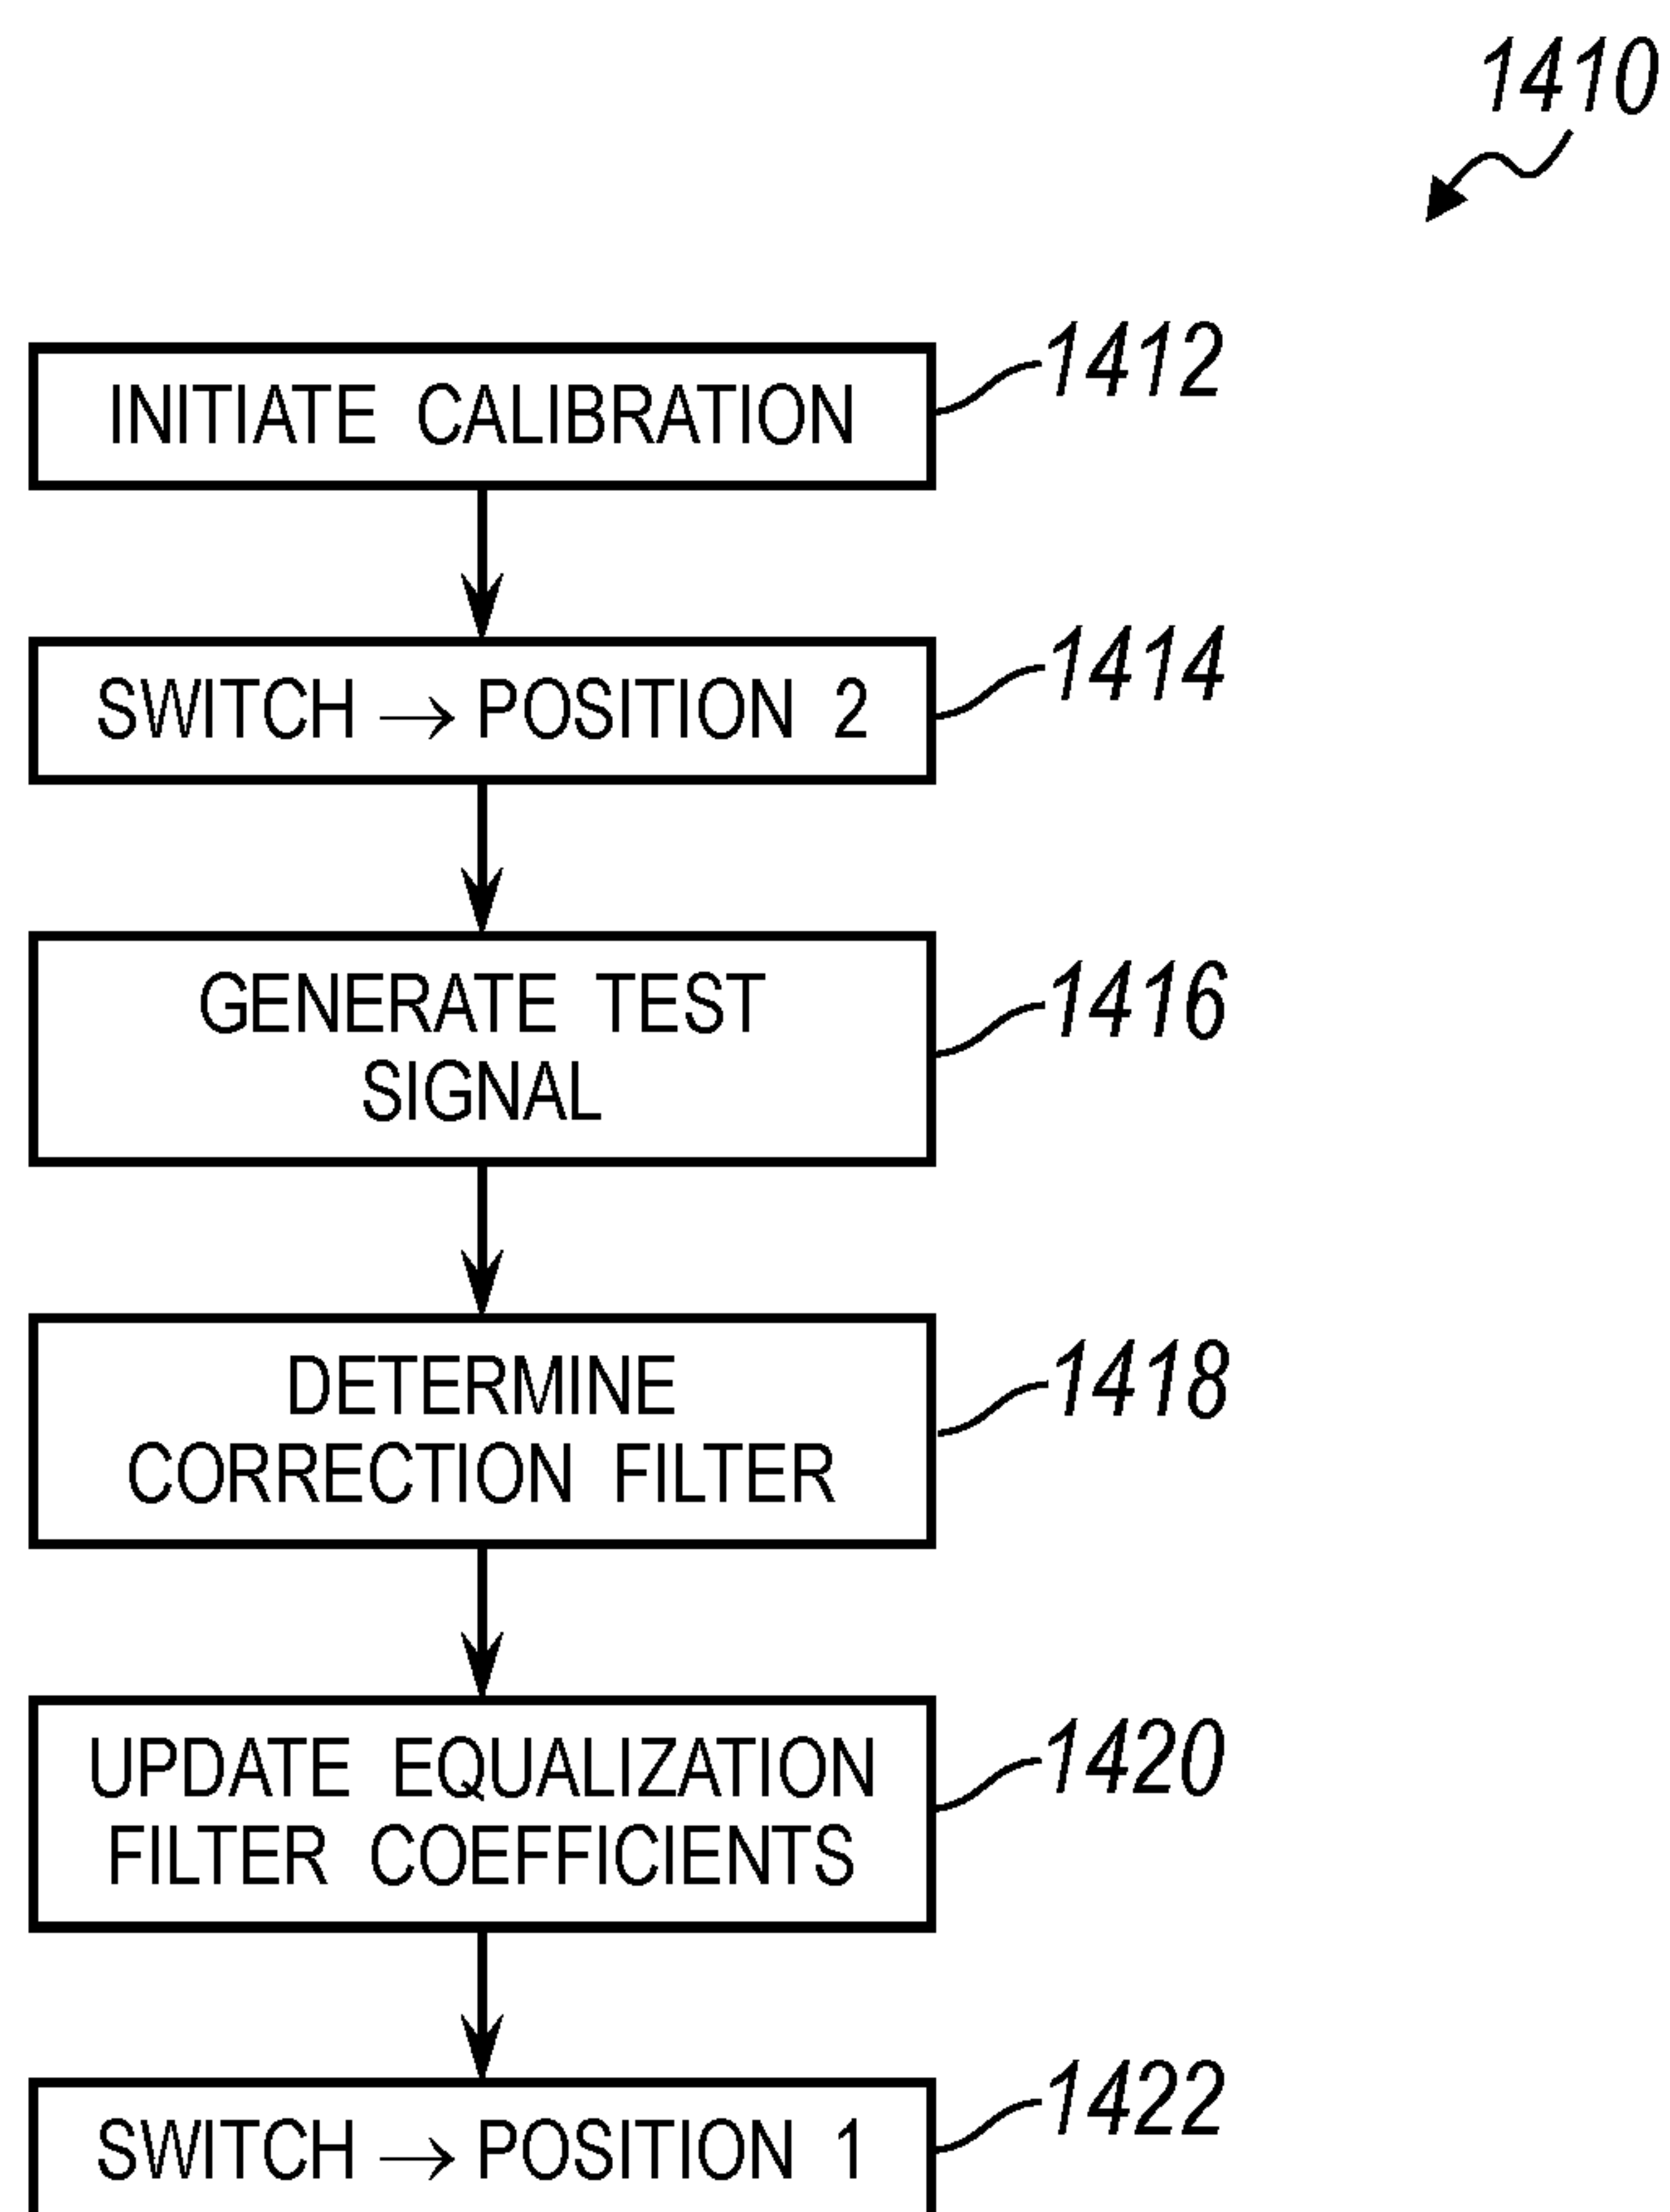 1410
INITIATE CALIBRATION
1412
SWITCH → POSITION 2
1414
GENERATE TEST
SIGNAL
1416
DETERMINE
CORRECTION FILTER
1418
UPDATE EQUALIZATION
FILTER COEFFICIENTS
1420
SWITCH → POSITION 1
1422